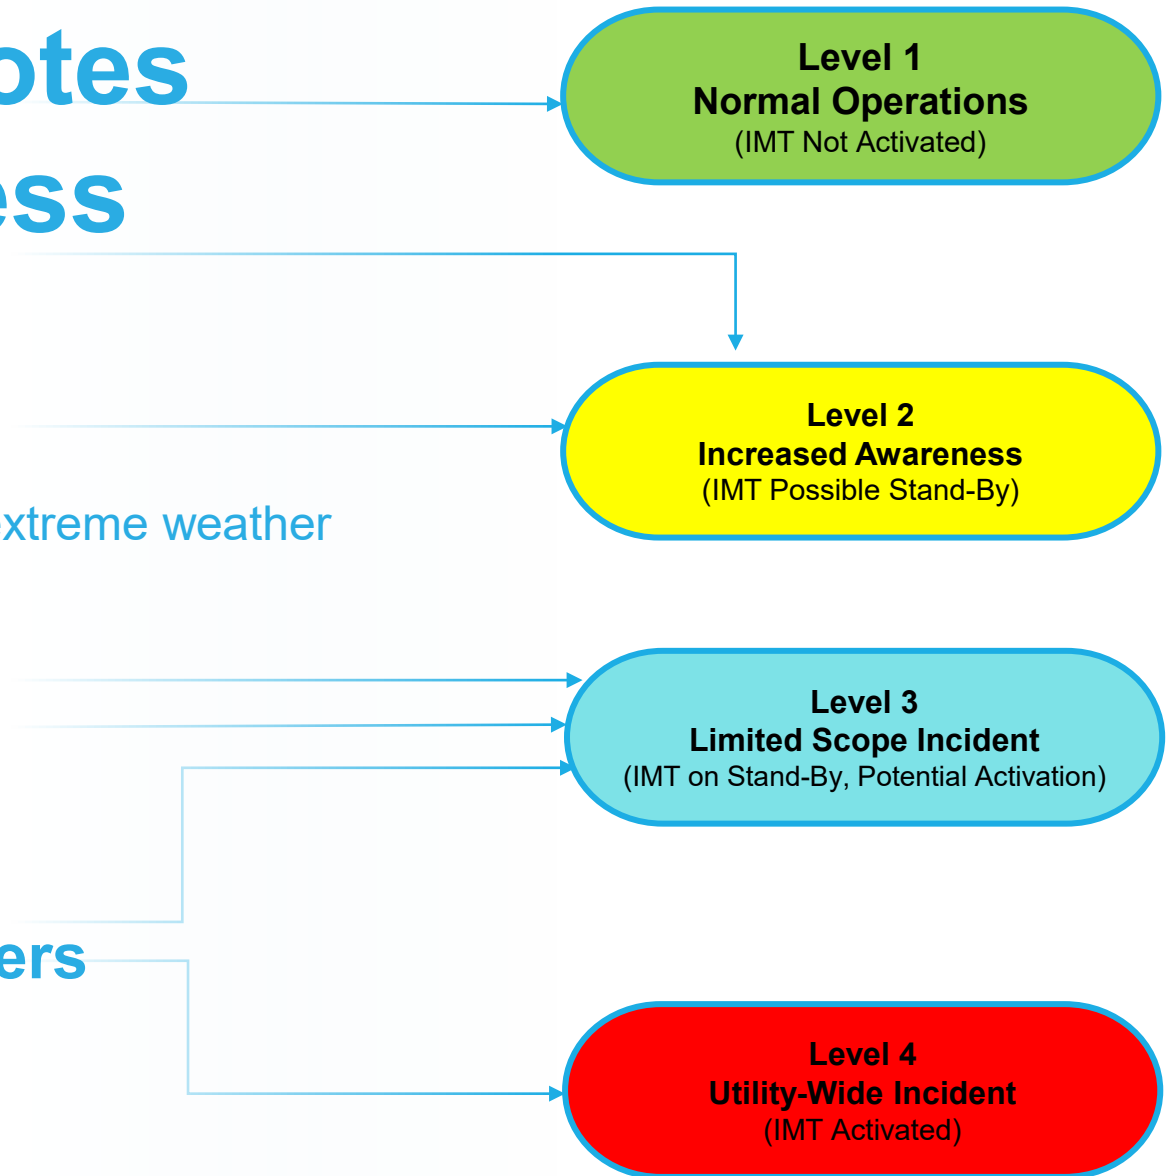 otes
Level 1
Normal Operations
(IMT Not Activated)
ess
Level 2
Increased Awareness
(IMT Possible Stand-By)
extreme weather
Level 3
Limited Scope Incident
(IMT on Stand-By, Potential Activation)
ers
Level 4
Utility-Wide Incident
(IMT Activated)